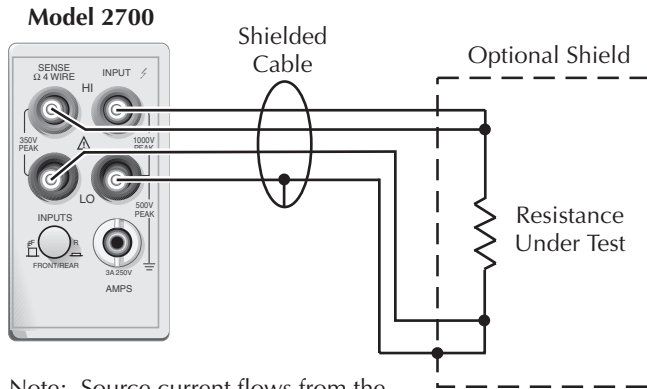 Model 2700
Shielded
Cable
Optional Shield
SENSE
Ω 4 WIRE
INPUT
HI
350V
PEAK
1000V
PEAK
LO
500V
PEAK
INPUTS
F
R
FRONT/REAR
3A 250V
AMPS
Resistance
Under Test
Note: Source current flows from the